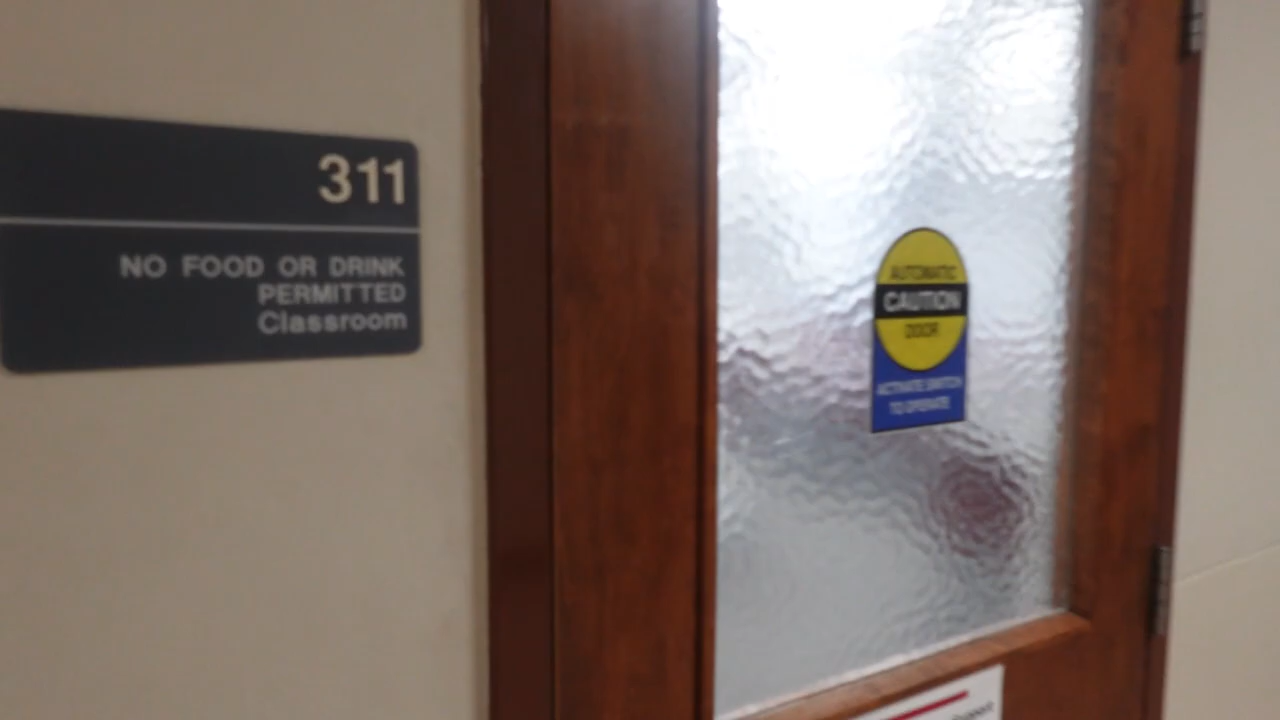 311
NO FOOD OR DRINK
PERMITTED
Classroom
AUTOMATIC
CAUTION
DOOR
ACTIVATE SWITCH
TO OPERATE